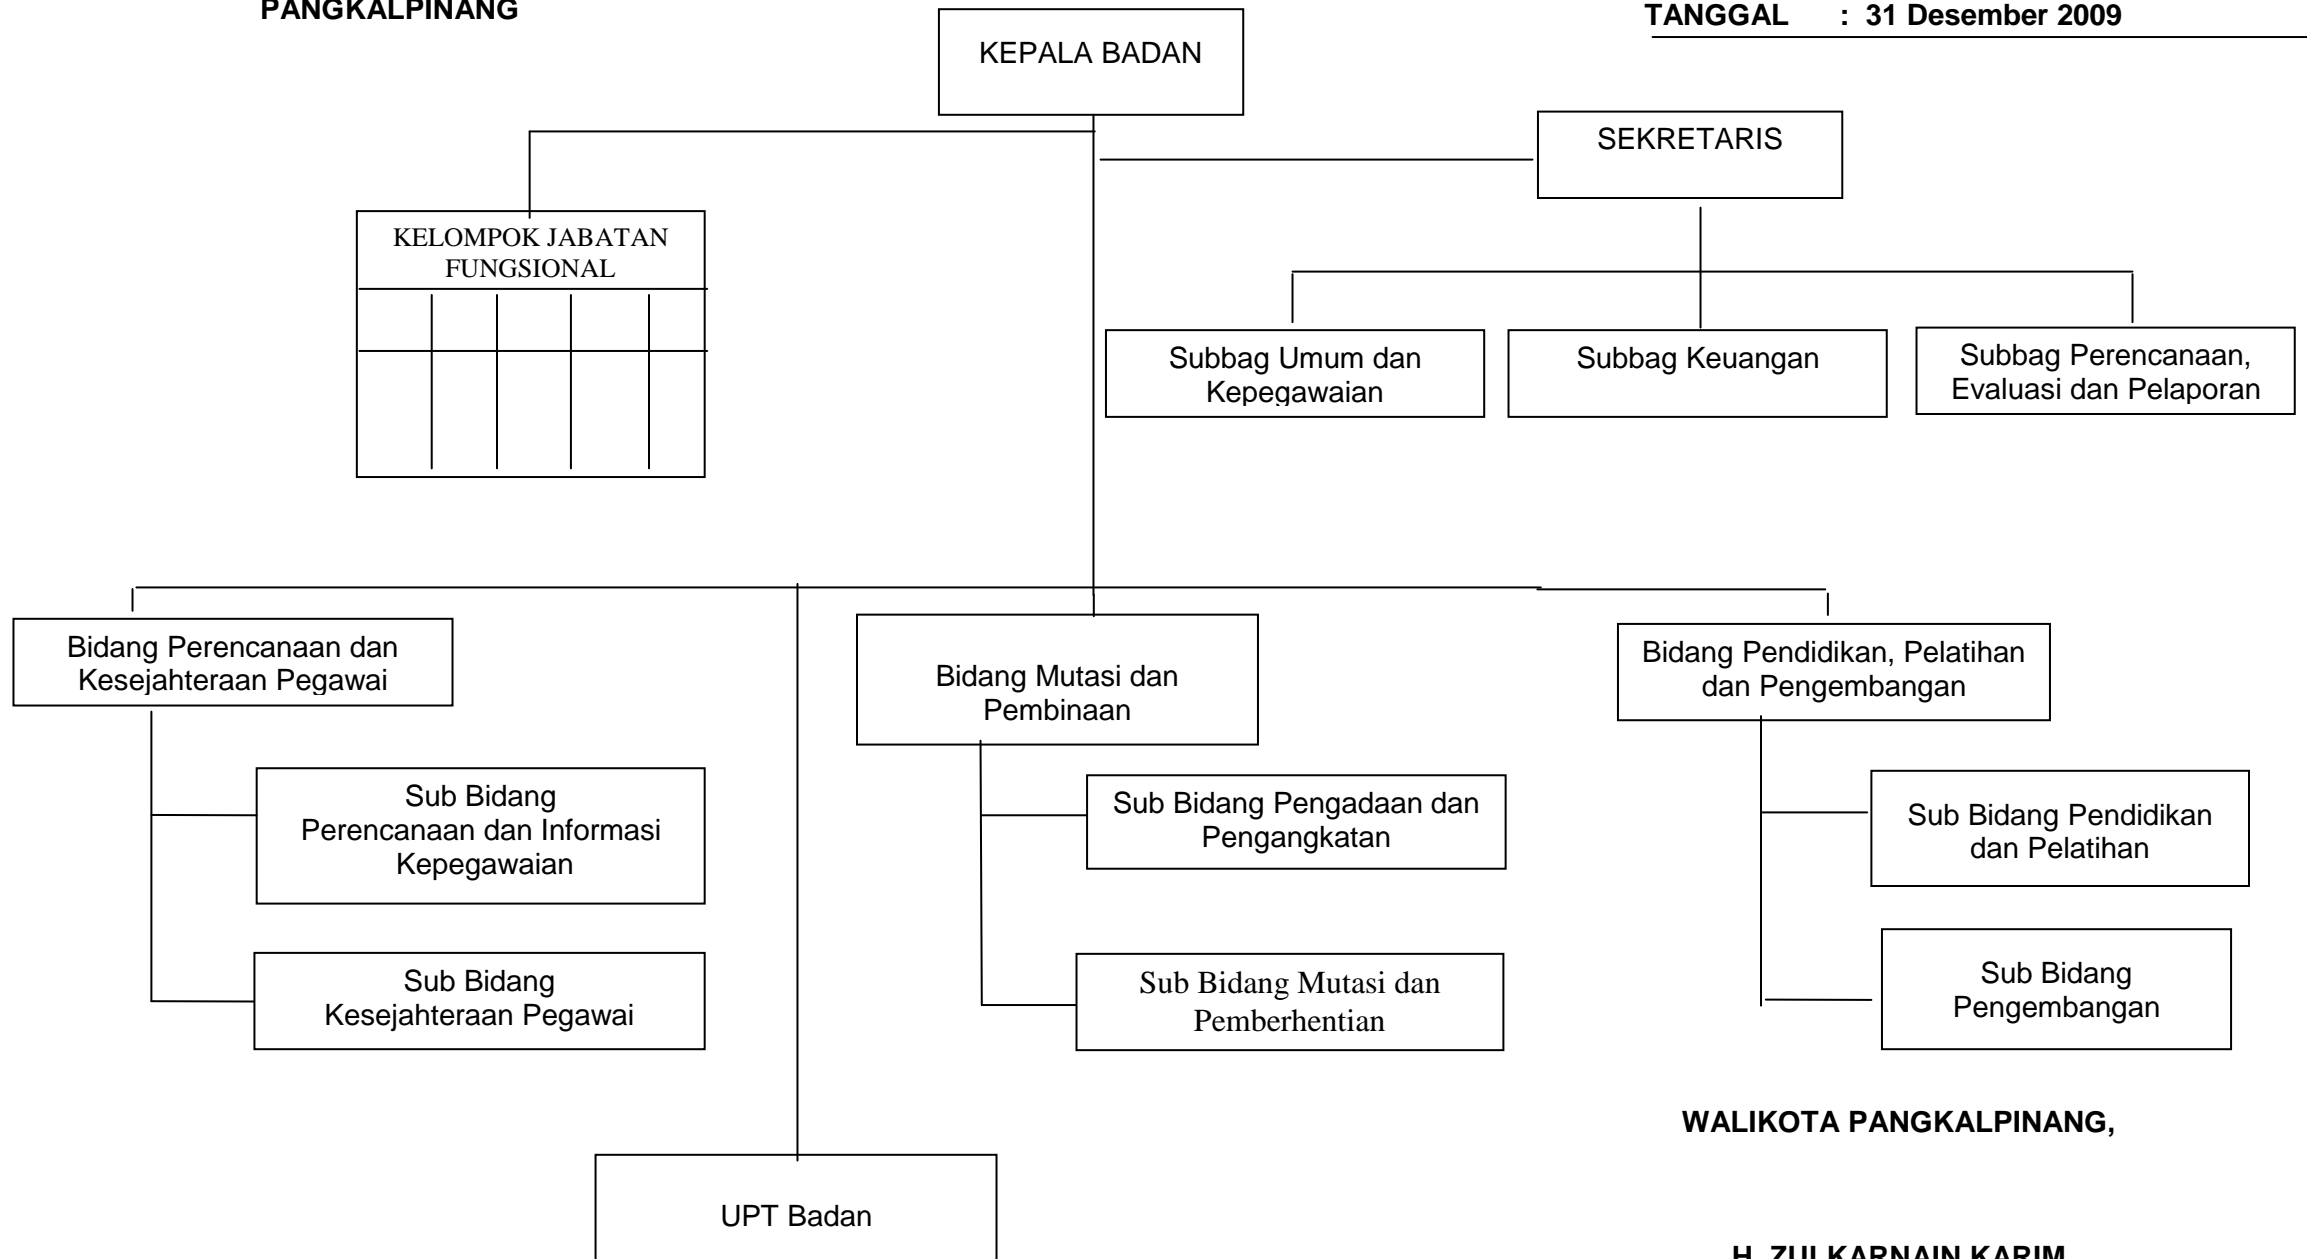 PANGKALPINANG
TANGGAL : 31 Desember 2009
KEPALA BADAN
SEKRETARIS
KELOMPOK JABATAN
FUNGSIONAL
Subbag Umum dan
Kepegawaian
Subbag Keuangan
Subbag Perencanaan,
Evaluasi dan Pelaporan
Bidang Perencanaan dan
Kesejahteraan Pegawai
Bidang Mutasi dan
Pembinaan
Bidang Pendidikan, Pelatihan
dan Pengembangan
Sub Bidang
Perencanaan dan Informasi
Kepegawaian
Sub Bidang Pengadaan dan
Pengangkatan
Sub Bidang Pendidikan
dan Pelatihan
Sub Bidang
Kesejahteraan Pegawai
Sub Bidang Mutasi dan
Pemberhentian
Sub Bidang
Pengembangan
WALIKOTA PANGKALPINANG,
UPT Badan
H. ZULKARNAIN KARIM